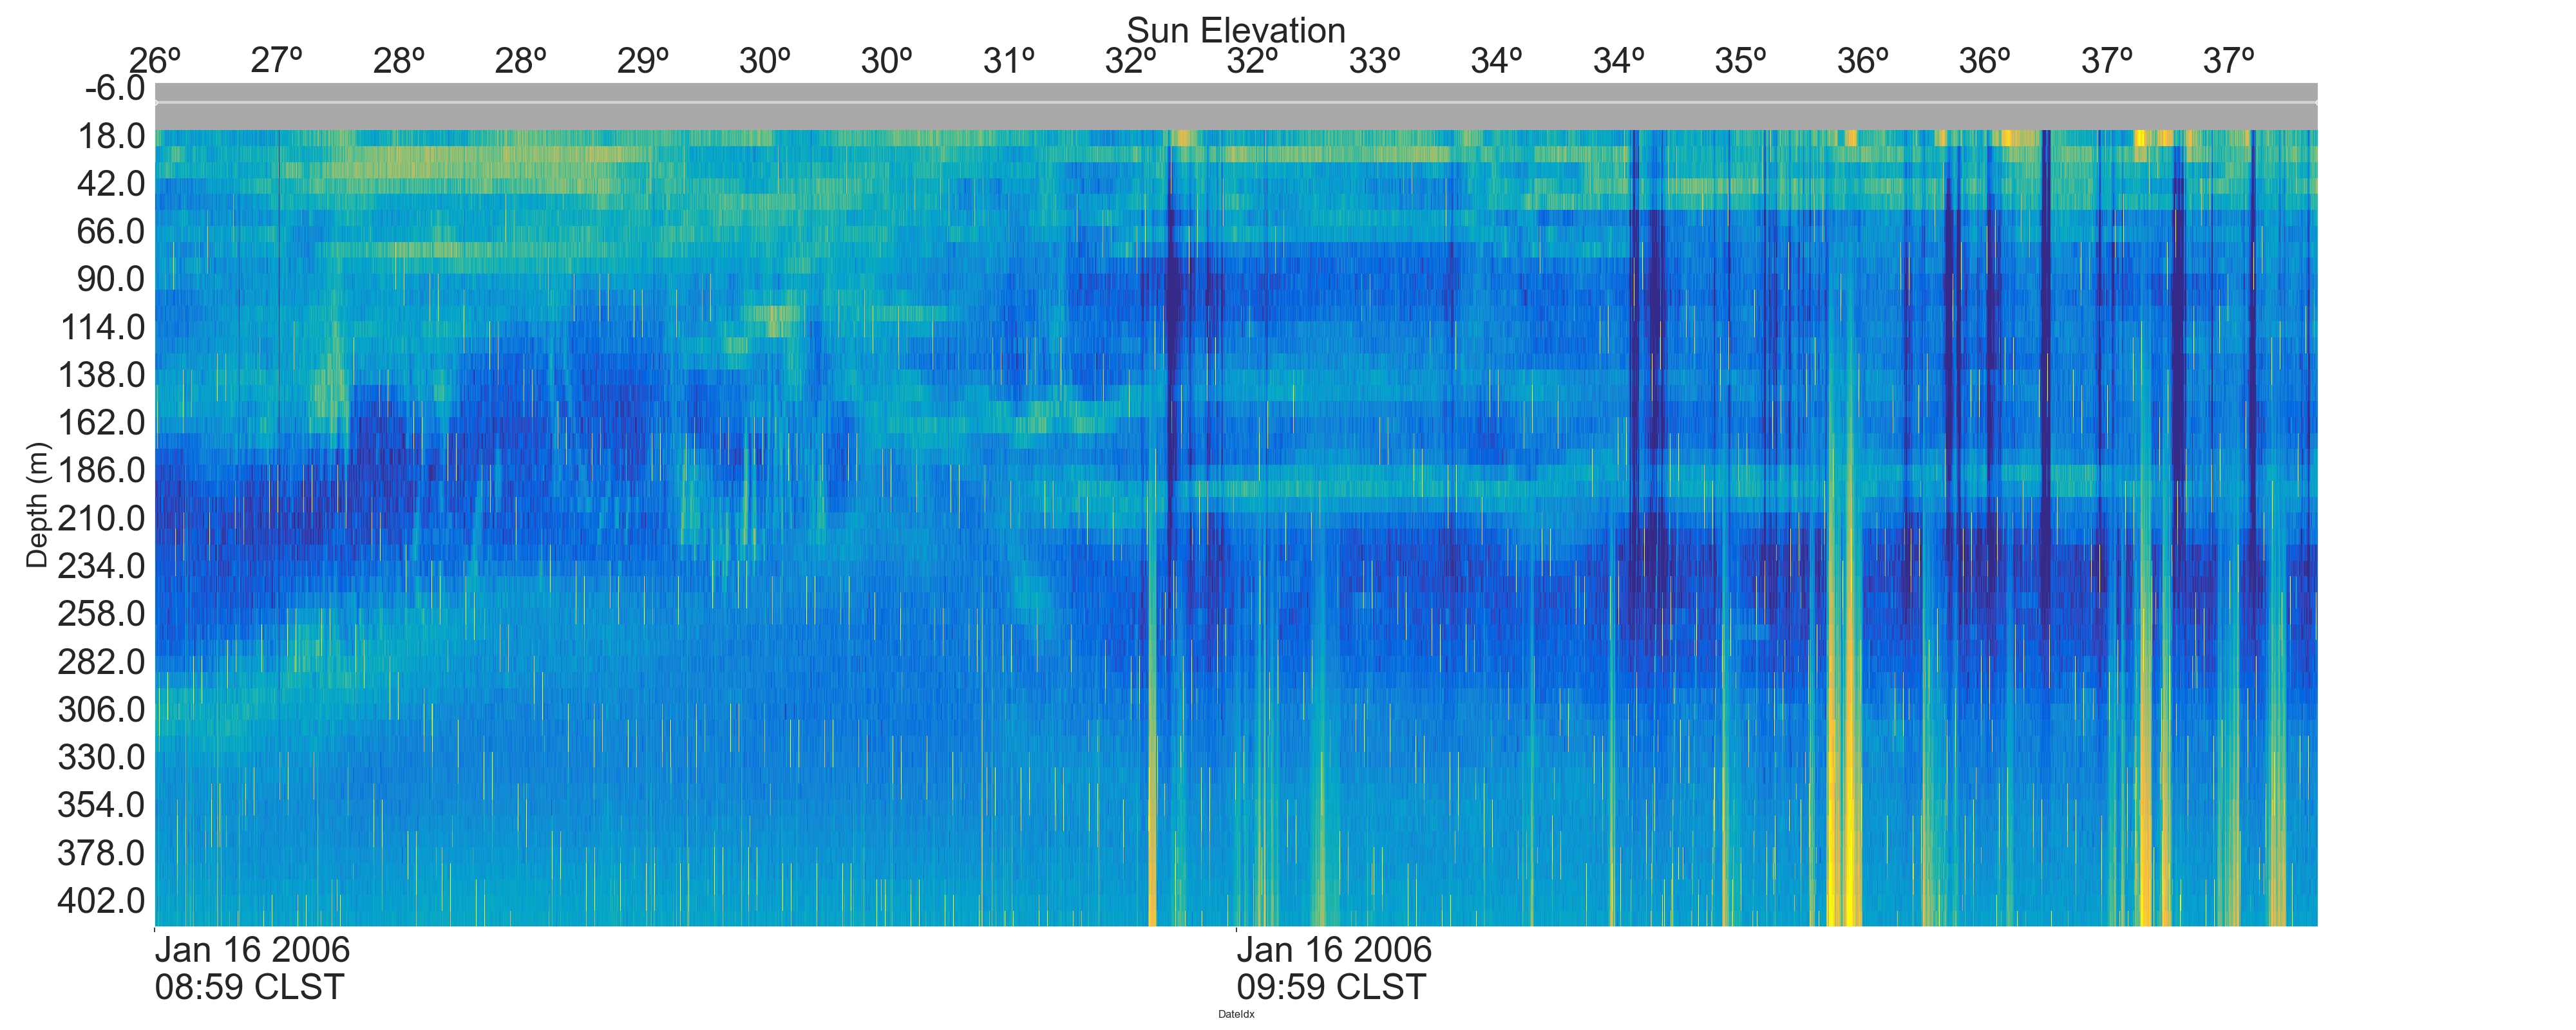 Sun Elevation
26º 27º 28º 28º 29º 30º 30º 31º 32º 32º 33º 34º 34º 35º 36º 36º 37º 37º
-6.0
18.0
42.0
66.0
90.0
114.0
138.0
162.0
186.0
210.0
234.0
258.0
282.0
306.0
330.0
354.0
378.0
402.0
Depth (m)
Jan 16 2006
08:59 CLST
Jan 16 2006
09:59 CLST
DateIdx